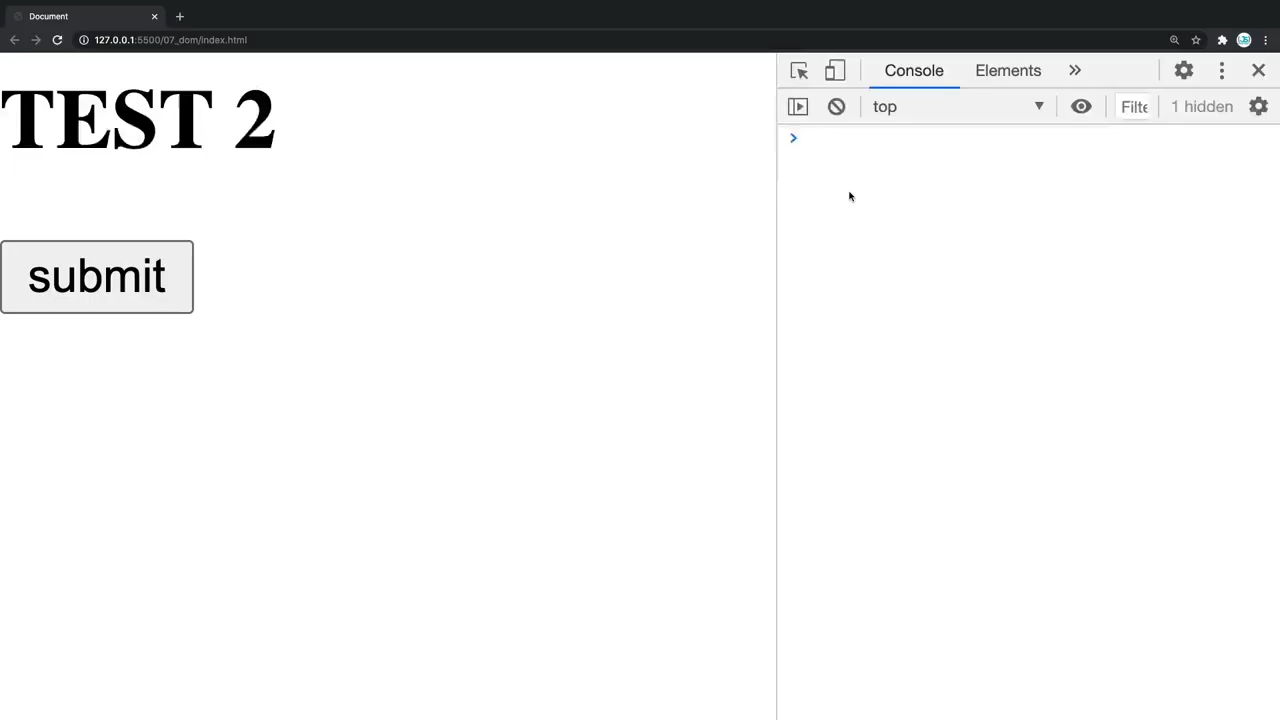 Document
127.0.0.1:5500/07_dom/index.html
TEST 2
submit
Console Elements
top Filte 1 hidden